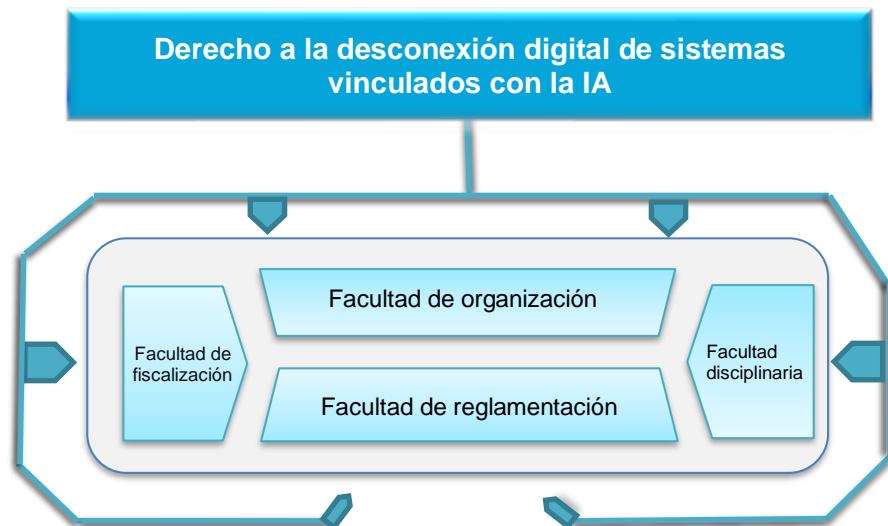 Derecho a la desconexión digital de sistemas
vinculados con la IA
Facultad de organización
Facultad de
fiscalización
Facultad
disciplinaria
Facultad de reglamentación